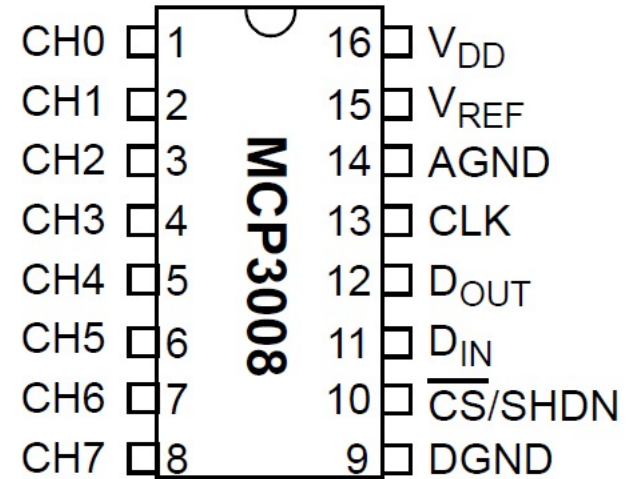 CH0 1 16 VDD
CH1 2 15 VREF
CH2 3 14 AGND
CH3 4 13 CLK
CH4 5 12 DOUT
CH5 6 11 DIN
CH6 7 10 CS/SHDN
CH7 8 9 DGND
MCP3008